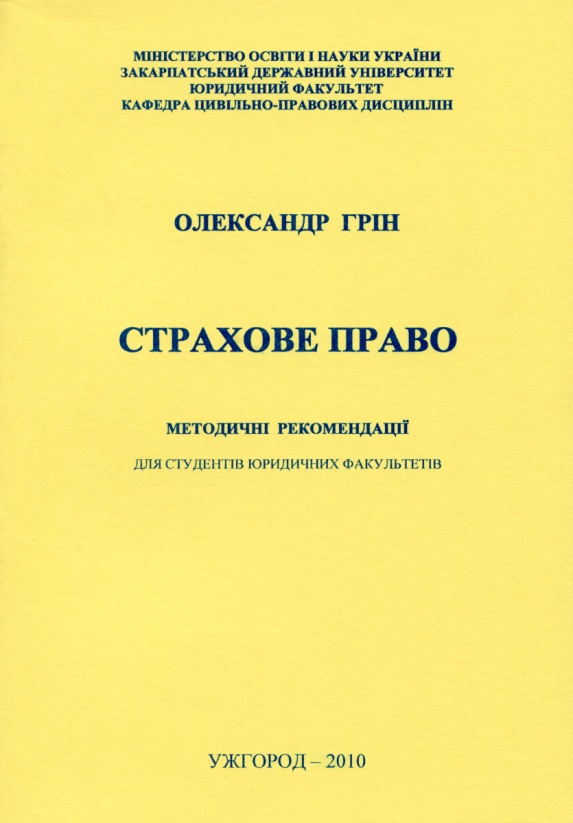 МІНІСТЕРСТВО ОСВІТИ І НАУКИ УКРАЇНИ
ЗАКАРПАТСЬКИЙ ДЕРЖАВНИЙ УНІВЕРСИТЕТ
ЮРИДИЧНИЙ ФАКУЛЬТЕТ
КАФЕДРА ЦИВІЛЬНО-ПРАВОВИХ ДИСЦИПЛІН
ОЛЕКСАНДР ГРІН
СТРАХОВЕ ПРАВО
МЕТОДИЧНІ РЕКОМЕНДАЦІЇ
ДЛЯ СТУДЕНТІВ ЮРИДИЧНИХ ФАКУЛЬТЕТІВ
УЖГОРОД – 2010